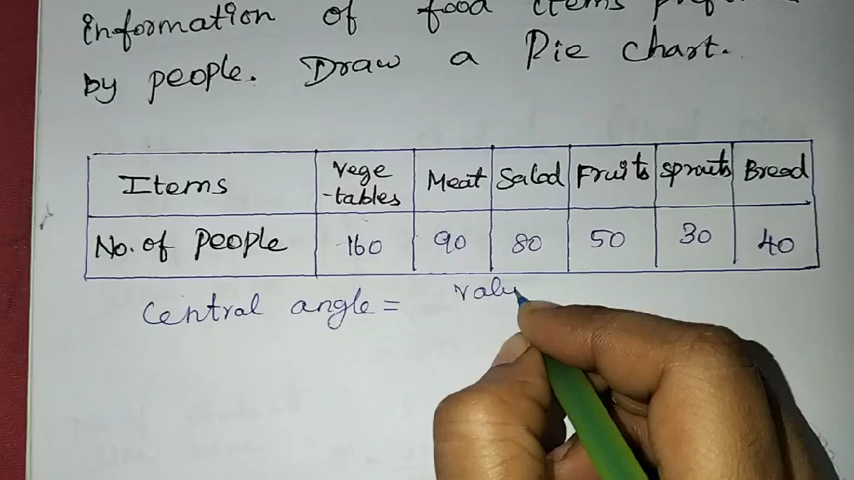 information of food items
by people. Draw a Pie chart.
Items Vege-tables Meat Salad Fruits sprouts Bread
No. of people 160 90 80 50 30 40
Central angle = valu